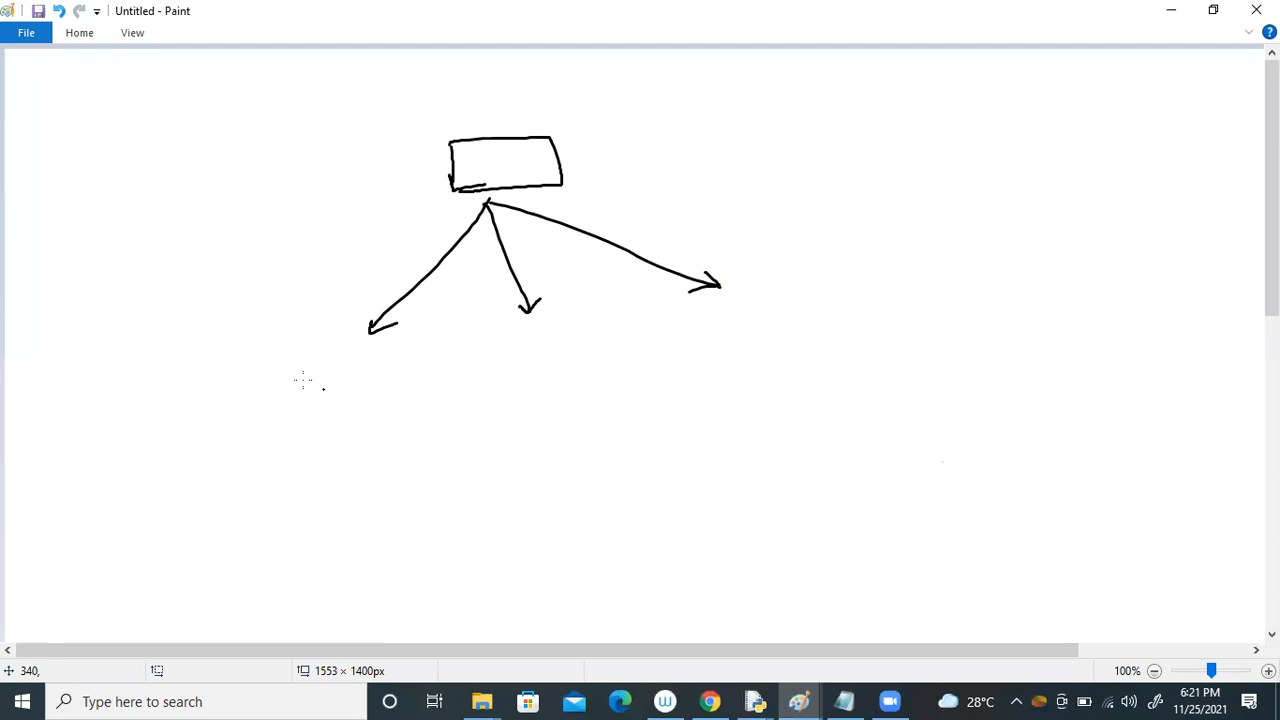 Untitled - Paint
File Home View
340, 1553 × 1400px 100%
Type here to search 28°C 6:21 PM
11/25/2021